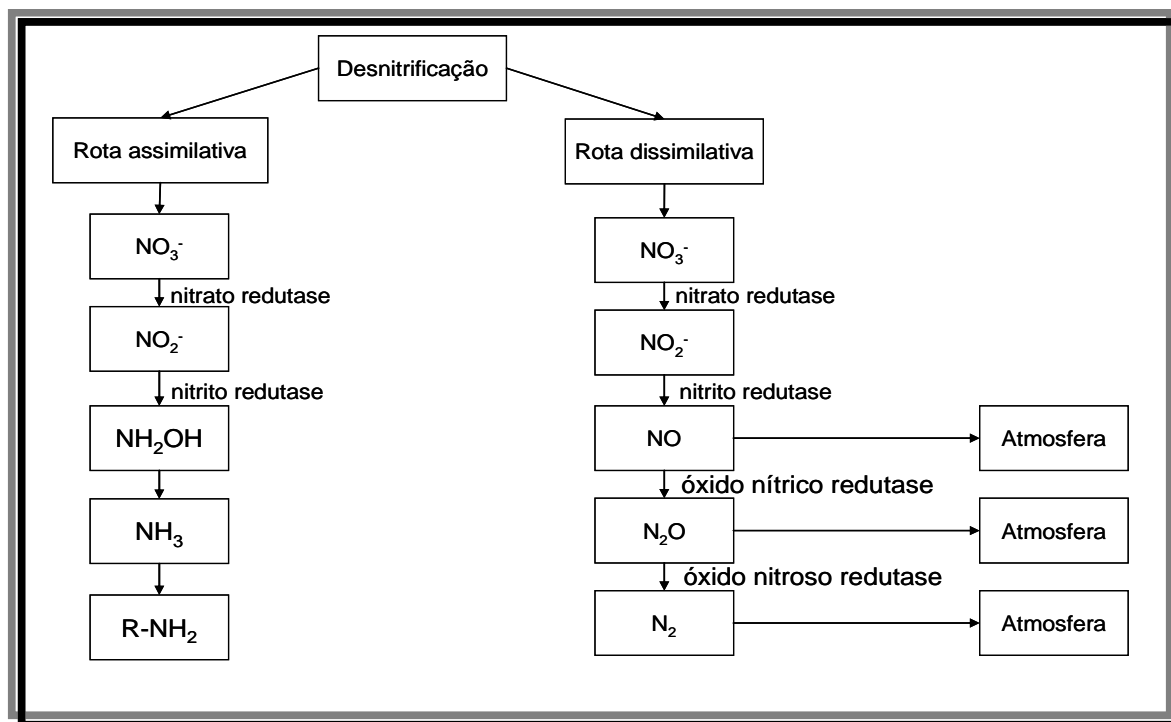 Desnitrificação
Rota assimilativa
Rota dissimilativa
NO₃⁻
NO₃⁻
nitrato redutase
nitrato redutase
NO₂⁻
NO₂⁻
nitrito redutase
nitrito redutase
NH₂OH
NO
Atmosfera
óxido nítrico redutase
NH₃
N₂O
Atmosfera
óxido nitroso redutase
R-NH₂
N₂
Atmosfera